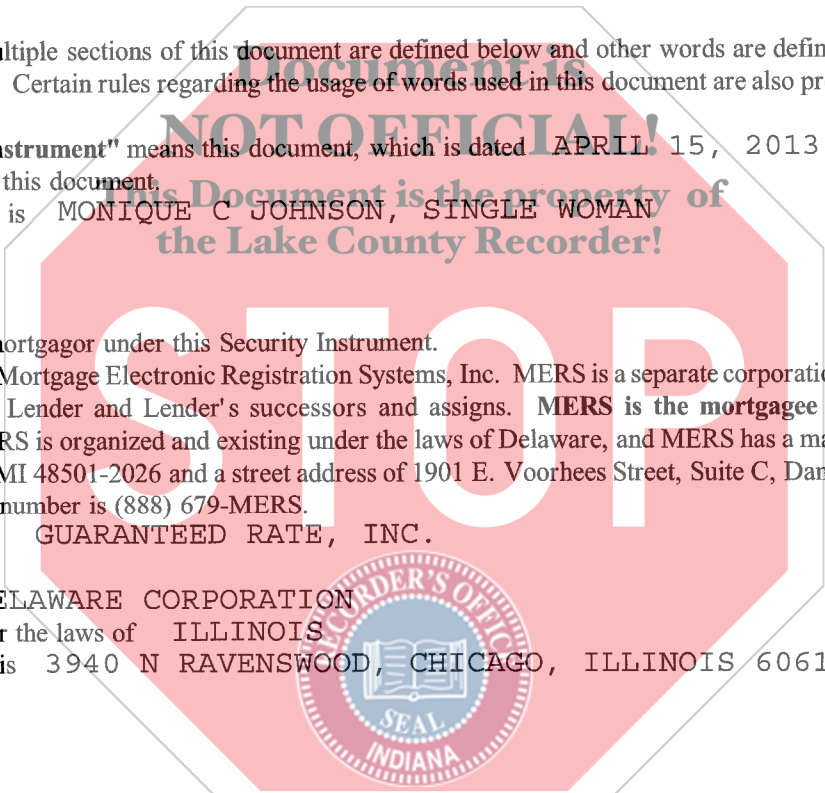 ltiple sections of this document are defined below and other words are defin
Certain rules regarding the usage of words used in this document are also pr
Document is
NOT OFFICIAL!
strument" means this document, which is dated APRIL 15, 2013
this document.
This Document is the property of
is MONIQUE C JOHNSON, SINGLE WOMAN
the Lake County Recorder!
STOP
ortgagor under this Security Instrument.
Mortgage Electronic Registration Systems, Inc. MERS is a separate corporatio
Lender and Lender's successors and assigns. MERS is the mortgagee
RS is organized and existing under the laws of Delaware, and MERS has a ma
MI 48501-2026 and a street address of 1901 E. Voorhees Street, Suite C, Dan
number is (888) 679-MERS.
GUARANTEED RATE, INC.
ELAWARE CORPORATION
r the laws of ILLINOIS
is 3940 N RAVENSWOOD, CHICAGO, ILLINOIS 6061
RECORDER'S OFFICE
SEAL
INDIANA